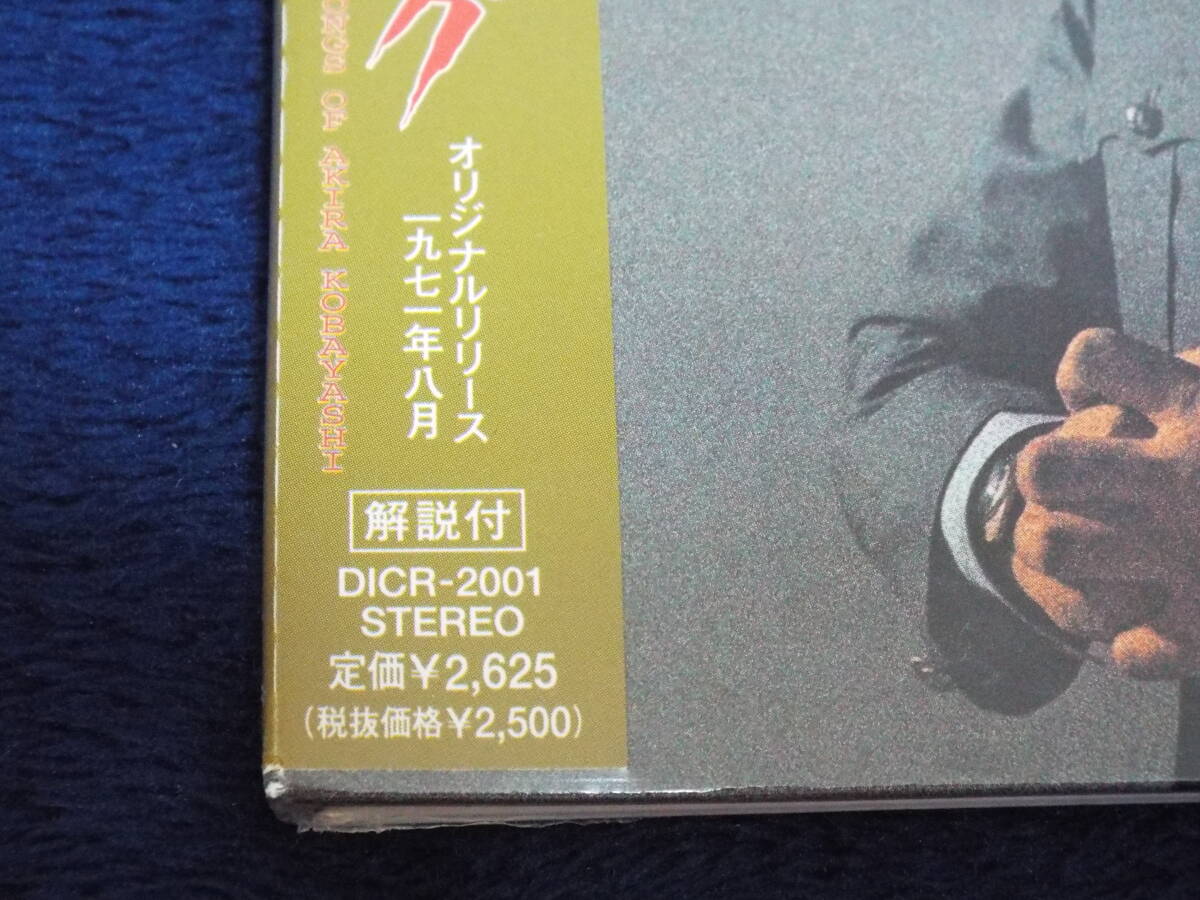 グ
OF AKIRA KOBAYASHI
オリジナルリリース
一九七一年八月
解説付
DICR-2001
STEREO
定価¥2,625
(税抜価格¥2,500)